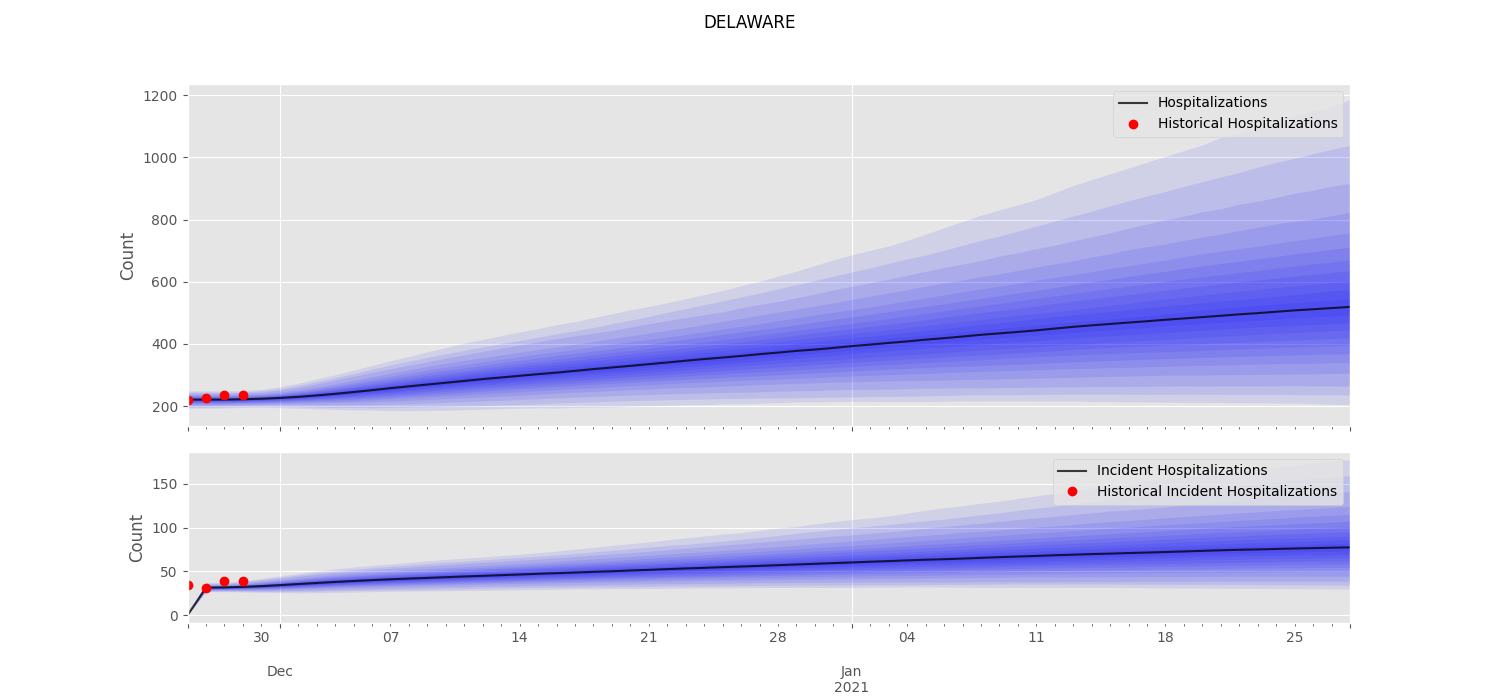 DELAWARE
1200
1000
800
600
400
200
Count
Hospitalizations
Historical Hospitalizations
150
100
50
0
Count
Incident Hospitalizations
Historical Incident Hospitalizations
30 07 14 21 28 04 11 18 25
Dec Jan
2021